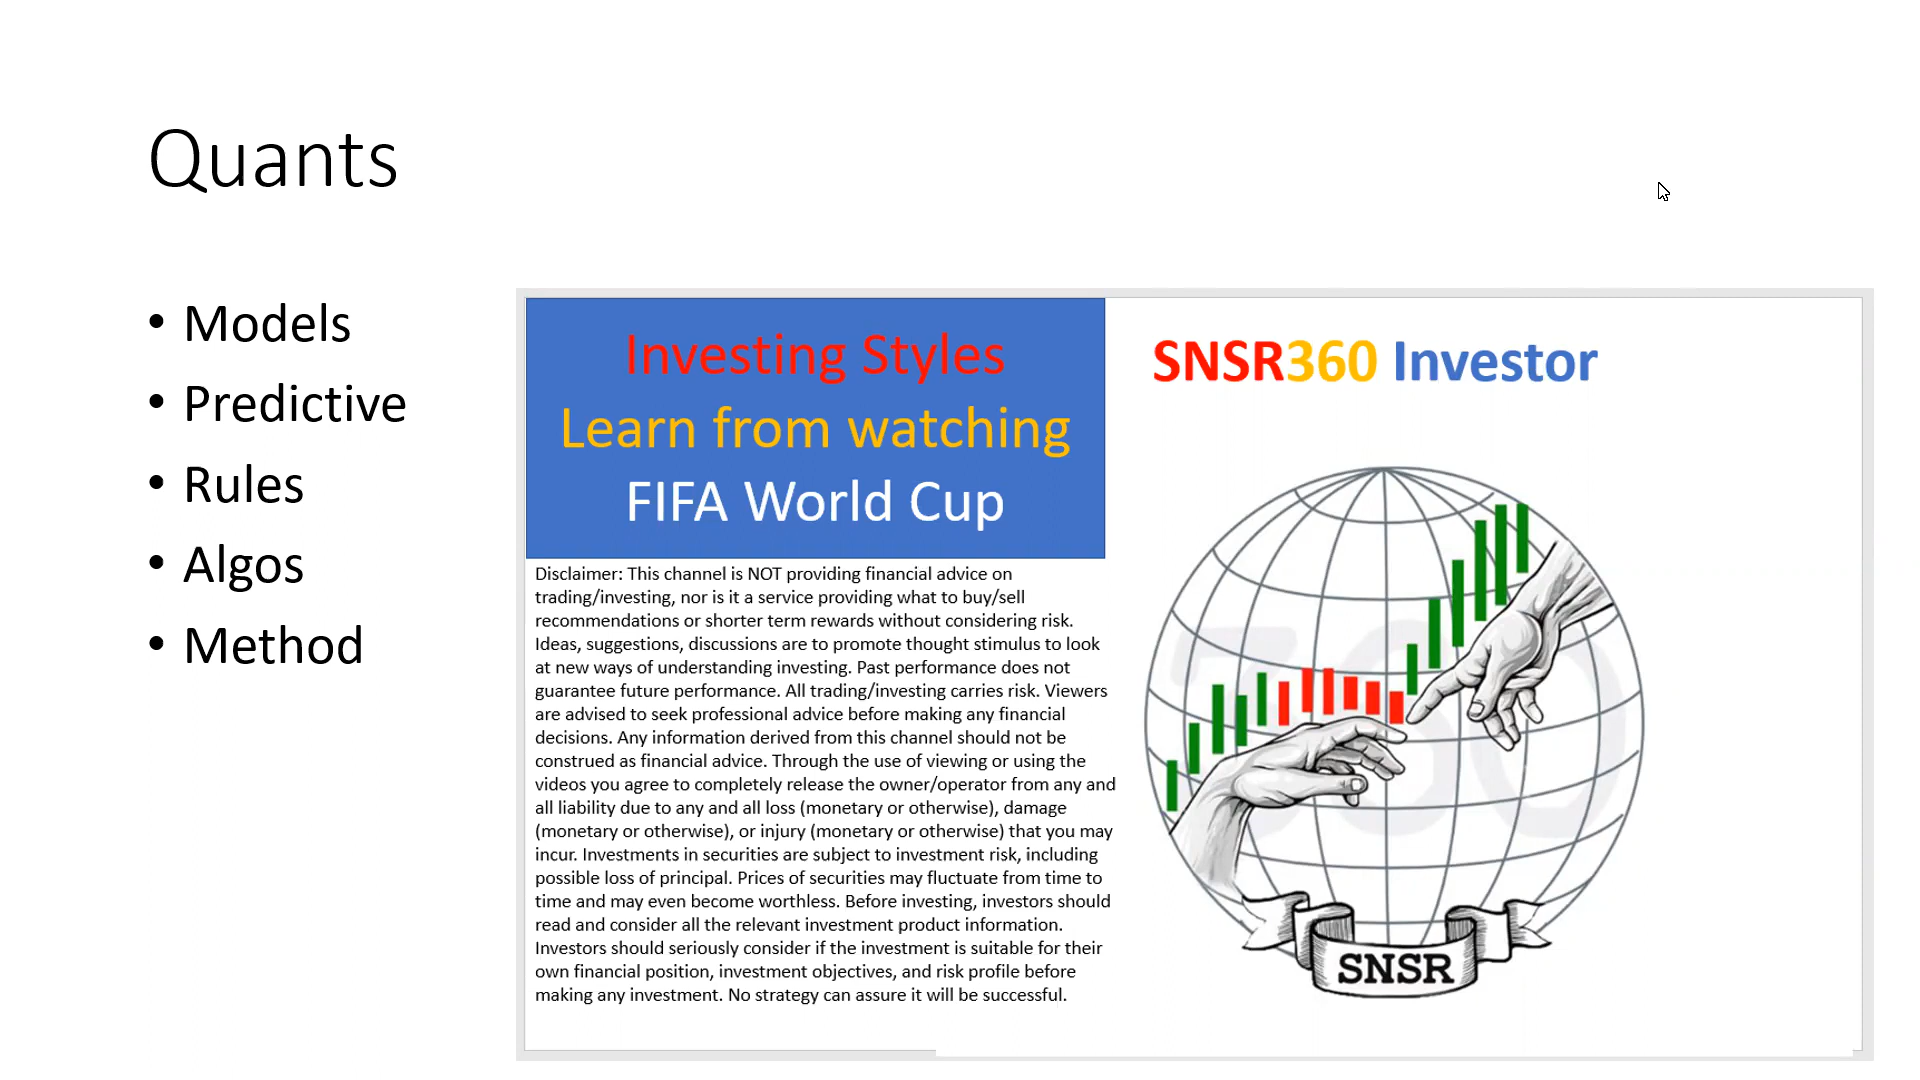 Quants
• Models
• Predictive
• Rules
• Algos
• Method
Investing Styles
Learn from watching
FIFA World Cup
Disclaimer: This channel is NOT providing financial advice on
trading/investing, nor is it a service providing what to buy/sell
recommendations or shorter term rewards without considering risk.
Ideas, suggestions, discussions are to promote thought stimulus to look
at new ways of understanding investing. Past performance does not
guarantee future performance. All trading/investing carries risk. Viewers
are advised to seek professional advice before making any financial
decisions. Any information derived from this channel should not be
construed as financial advice. Through the use of viewing or using the
videos you agree to completely release the owner/operator from any and
all liability due to any and all loss (monetary or otherwise), damage
(monetary or otherwise), or injury (monetary or otherwise) that you may
incur. Investments in securities are subject to investment risk, including
possible loss of principal. Prices of securities may fluctuate from time to
time and may even become worthless. Before investing, investors should
read and consider all the relevant investment product information.
Investors should seriously consider if the investment is suitable for their
own financial position, investment objectives, and risk profile before
making any investment. No strategy can assure it will be successful.
SNSR360 Investor
360
SNSR